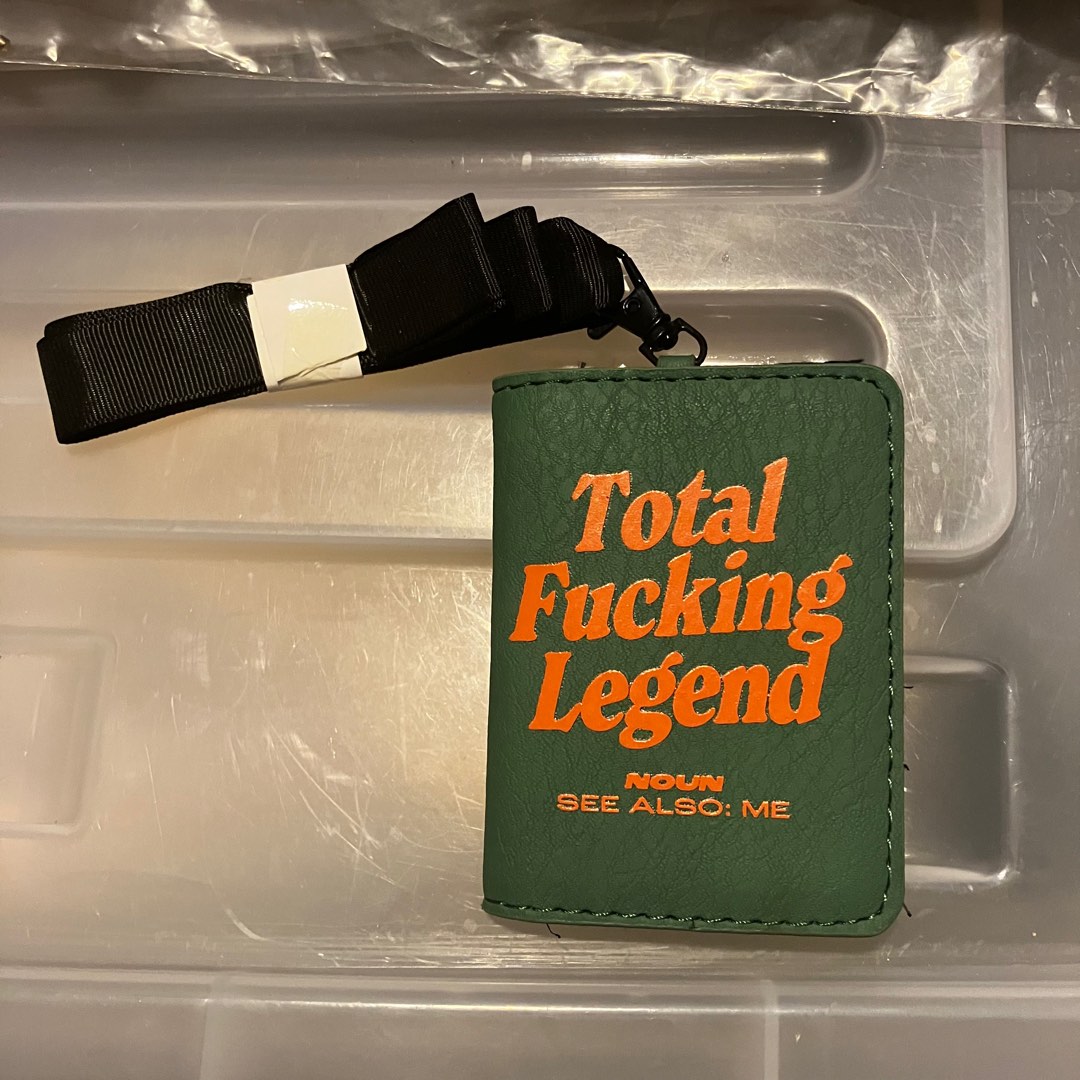 Total
Fucking
Legend
NOUN
SEE ALSO: ME